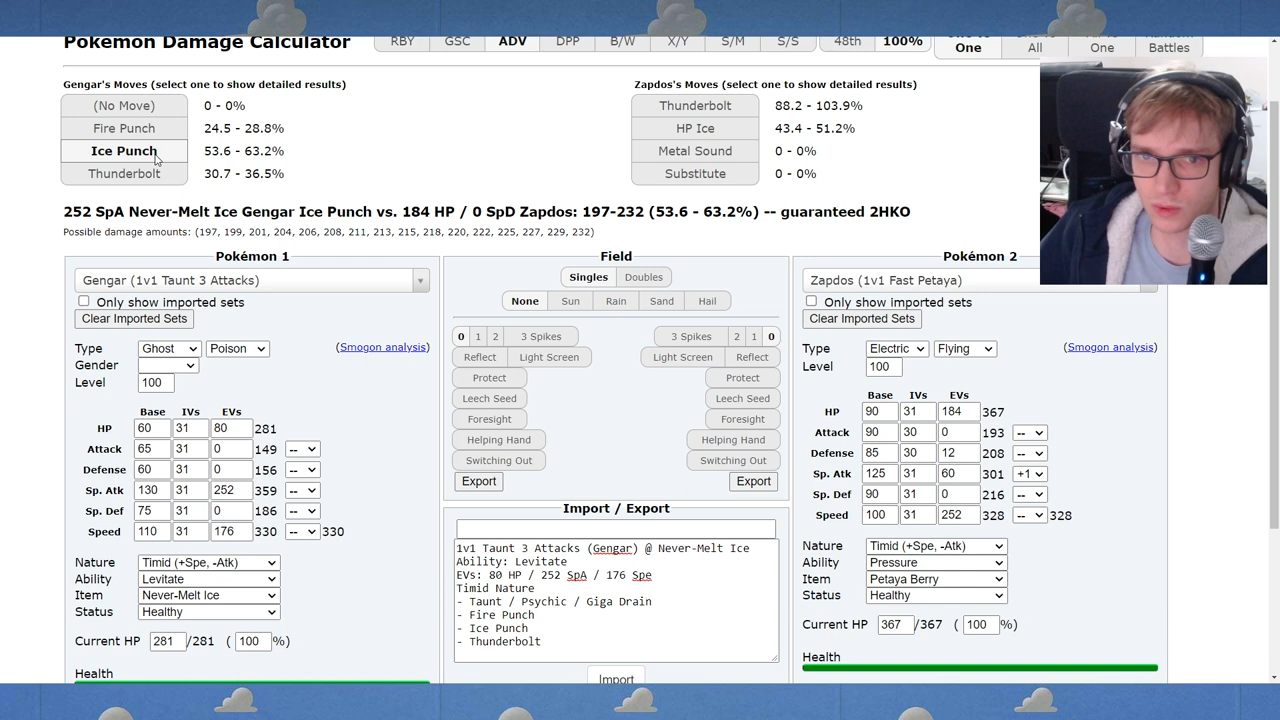 Pokemon Damage Calculator
RBY GSC ADV DPP B/W X/Y S/M S/S 48th 100% One All One Random
Battles
Gengar's Moves (select one to show detailed results)
(No Move) 0 - 0%
Fire Punch 24.5 - 28.8%
Ice Punch 53.6 - 63.2%
Thunderbolt 30.7 - 36.5%
Zapdos's Moves (select one to show detailed results)
Thunderbolt 88.2 - 103.9%
HP Ice 43.4 - 51.2%
Metal Sound 0 - 0%
Substitute 0 - 0%
252 SpA Never-Melt Ice Gengar Ice Punch vs. 184 HP / 0 SpD Zapdos: 197-232 (53.6 - 63.2%) -- guaranteed 2HKO
Possible damage amounts: (197, 199, 201, 204, 206, 208, 211, 213, 215, 218, 220, 222, 225, 227, 229, 232)
Pokémon 1
Gengar (1v1 Taunt 3 Attacks)
Only show imported sets
Clear Imported Sets
Type Ghost Poison (Smogon analysis)
Gender
Level 100
Base IVs EVs
HP 60 31 80 281
Attack 65 31 0 149 --
Defense 60 31 0 156 --
Sp. Atk 130 31 252 359 --
Sp. Def 75 31 0 186 --
Speed 110 31 176 330 -- 330
Nature Timid (+Spe, -Atk)
Ability Levitate
Item Never-Melt Ice
Status Healthy
Current HP 281 /281 ( 100 %)
Health
Field
Singles Doubles
None Sun Rain Sand Hail
0 1 2 3 Spikes 3 Spikes 2 1 0
Reflect Light Screen Light Screen Reflect
Protect Protect
Leech Seed Leech Seed
Foresight Foresight
Helping Hand Helping Hand
Switching Out Switching Out
Export Export
Import / Export
1v1 Taunt 3 Attacks (Gengar) @ Never-Melt Ice
Ability: Levitate
EVs: 80 HP / 252 SpA / 176 Spe
Timid Nature
- Taunt / Psychic / Giga Drain
- Fire Punch
- Ice Punch
- Thunderbolt
Import
Pokémon 2
Zapdos (1v1 Fast Petaya)
Only show imported sets
Clear Imported Sets
Type Electric Flying (Smogon analysis)
Level 100
Base IVs EVs
HP 90 31 184 367
Attack 90 30 0 193 --
Defense 85 30 12 208 --
Sp. Atk 125 31 60 301 +1
Sp. Def 90 31 0 216 --
Speed 100 31 252 328 -- 328
Nature Timid (+Spe, -Atk)
Ability Pressure
Item Petaya Berry
Status Healthy
Current HP 367 /367 ( 100 %)
Health